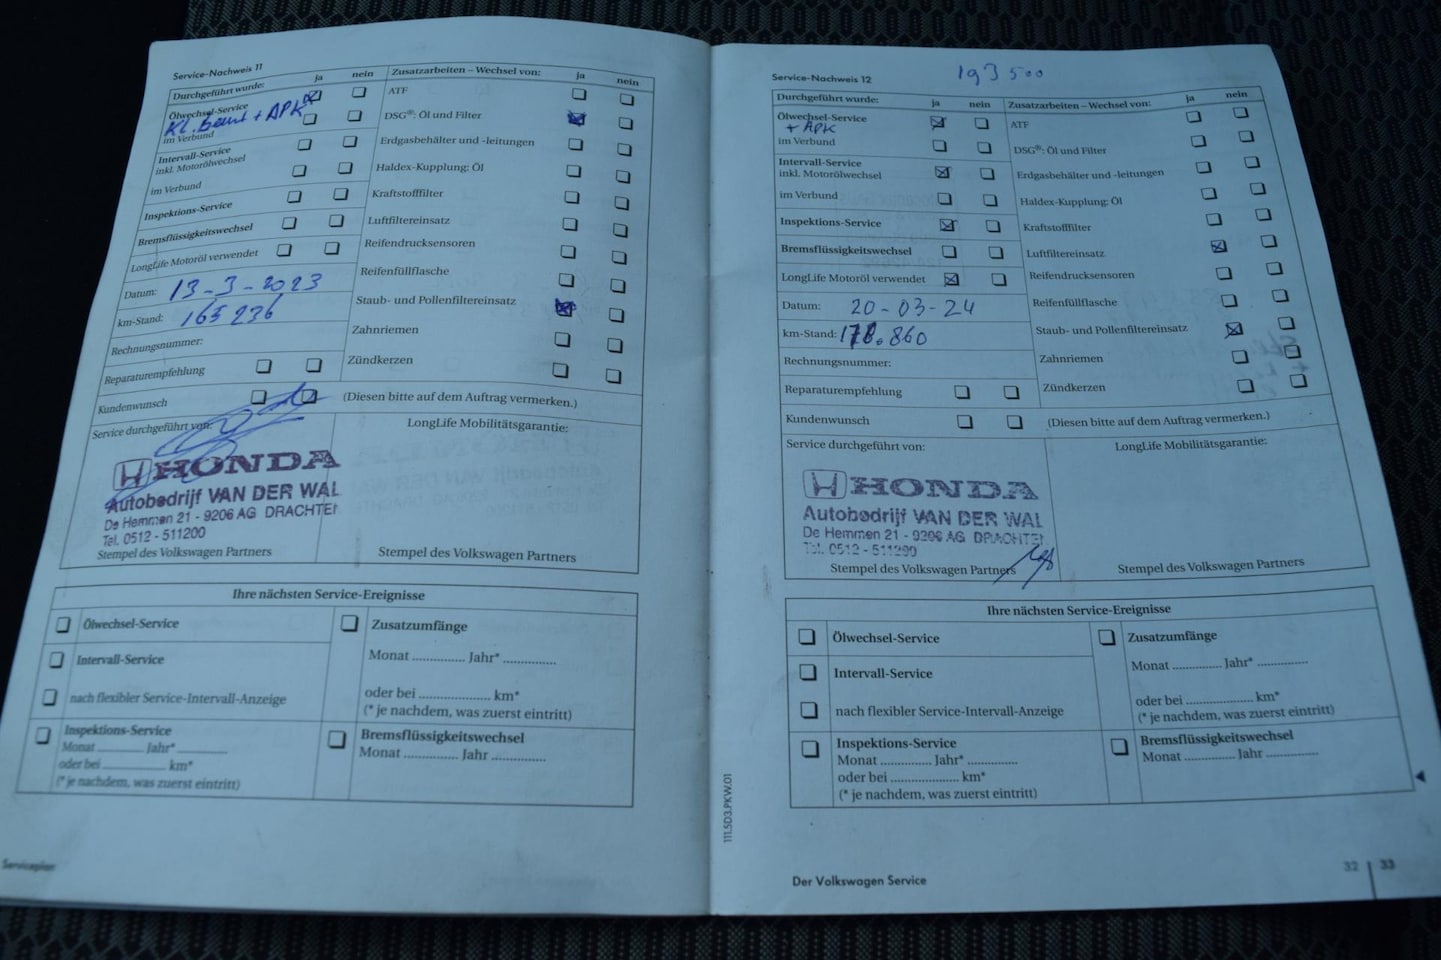 Service-Nachweis 11
Durchgeführt wurde: ja nein
Ölwechsel-Service
Kl. beurt + APK
im Verbund
Intervall-Service
inkl. Motorölwechsel
im Verbund
Inspektions-Service
Bremsflüssigkeitswechsel
LongLife Motoröl verwendet
Datum: 13-3-2023
km-Stand: 165236
Rechnungsnummer:
Reparaturempfehlung
Kundenwunsch
Zusatzarbeiten – Wechsel von: ja nein
ATF
DSG®: Öl und Filter
Erdgasbehälter und -leitungen
Haldex-Kupplung: Öl
Kraftstofffilter
Luftfiltereinsatz
Reifendrucksensoren
Reifenfüllflasche
Staub- und Pollenfiltereinsatz
Zahnriemen
Zündkerzen
(Diesen bitte auf dem Auftrag vermerken.)
Service durchgeführt von:
HONDA
Autobedrijf VAN DER WAL
De Hemmen 21 - 9206 AG DRACHTEN
Tel. 0512 - 511200
Stempel des Volkswagen Partners
LongLife Mobilitätsgarantie:
Stempel des Volkswagen Partners
Ihre nächsten Service-Ereignisse
Ölwechsel-Service
Intervall-Service
nach flexibler Service-Intervall-Anzeige
Inspektions-Service
Monat ............ Jahr* ............
oder bei ............ km*
(* je nachdem, was zuerst eintritt)
Zusatzumfänge
Monat ............ Jahr* ............
oder bei ............ km*
(* je nachdem, was zuerst eintritt)
Bremsflüssigkeitswechsel
Monat ............ Jahr ............
Serviceplan
Service-Nachweis 12
193500
Durchgeführt wurde: ja nein
Ölwechsel-Service
+ APK
im Verbund
Intervall-Service
inkl. Motorölwechsel
im Verbund
Inspektions-Service
Bremsflüssigkeitswechsel
LongLife Motoröl verwendet
Datum: 20-03-24
km-Stand: 178.860
Rechnungsnummer:
Reparaturempfehlung
Kundenwunsch
Zusatzarbeiten – Wechsel von: ja nein
ATF
DSG®: Öl und Filter
Erdgasbehälter und -leitungen
Haldex-Kupplung: Öl
Kraftstofffilter
Luftfiltereinsatz
Reifendrucksensoren
Reifenfüllflasche
Staub- und Pollenfiltereinsatz
Zahnriemen
Zündkerzen
(Diesen bitte auf dem Auftrag vermerken.)
Service durchgeführt von:
HONDA
Autobedrijf VAN DER WAL
De Hemmen 21 - 9206 AG DRACHTEN
Tel. 0512 - 511200
Stempel des Volkswagen Partners
LongLife Mobilitätsgarantie:
Stempel des Volkswagen Partners
Ihre nächsten Service-Ereignisse
Ölwechsel-Service
Intervall-Service
nach flexibler Service-Intervall-Anzeige
Inspektions-Service
Monat ............ Jahr* ............
oder bei ............ km*
(* je nachdem, was zuerst eintritt)
Zusatzumfänge
Monat ............ Jahr* ............
oder bei ............ km*
(* je nachdem, was zuerst eintritt)
Bremsflüssigkeitswechsel
Monat ............ Jahr ............
111.5D3.PKW.01
Der Volkswagen Service
32 | 33